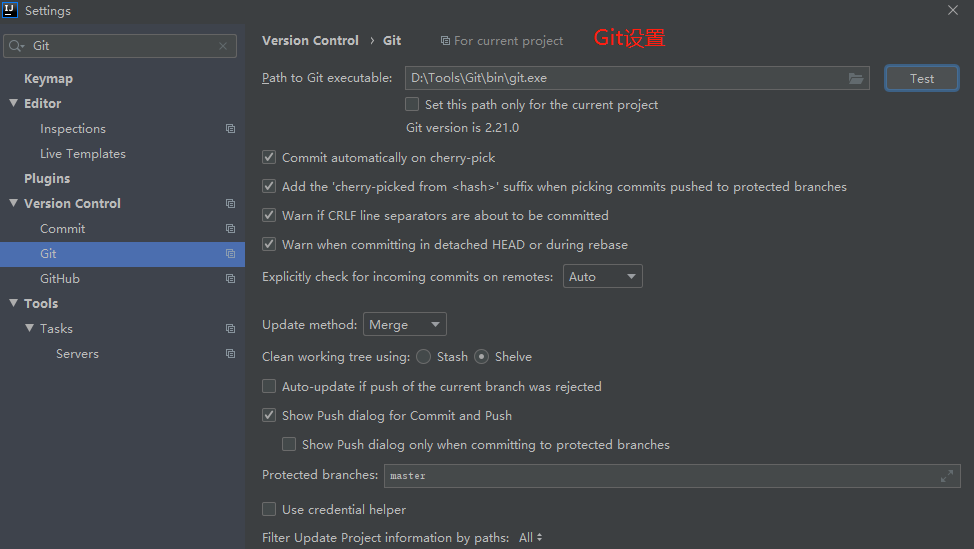 Settings
Git
Version Control › Git
For current project
Git设置
Keymap
Editor
Inspections
Live Templates
Plugins
Version Control
Commit
Git
GitHub
Tools
Tasks
Servers
Path to Git executable: D:\Tools\Git\bin\git.exe Test
Set this path only for the current project
Git version is 2.21.0
Commit automatically on cherry-pick
Add the 'cherry-picked from <hash>' suffix when picking commits pushed to protected branches
Warn if CRLF line separators are about to be committed
Warn when committing in detached HEAD or during rebase
Explicitly check for incoming commits on remotes: Auto
Update method: Merge
Clean working tree using: Stash Shelve
Auto-update if push of the current branch was rejected
Show Push dialog for Commit and Push
Show Push dialog only when committing to protected branches
Protected branches: master
Use credential helper
Filter Update Project information by paths: All